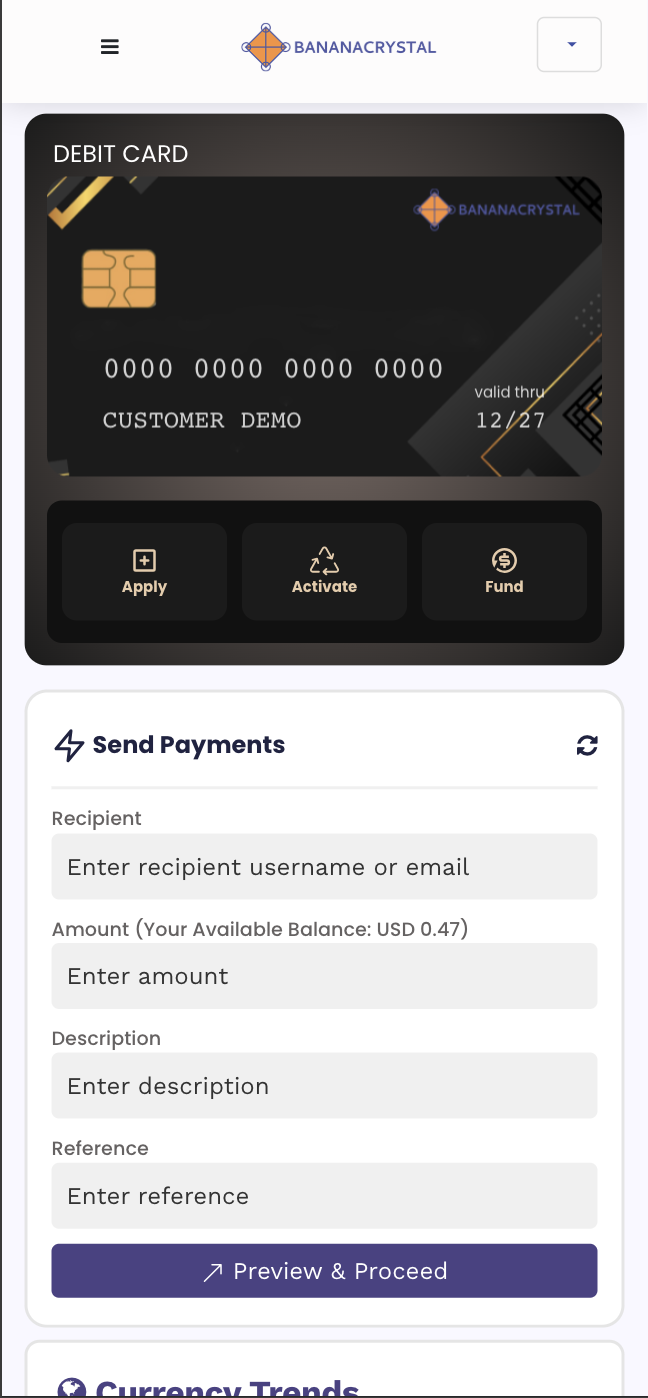 BANANACRYSTAL
DEBIT CARD
BANANACRYSTAL
0000 0000 0000 0000
valid thru
CUSTOMER DEMO 12/27
Apply Activate Fund
Send Payments
Recipient
Enter recipient username or email
Amount (Your Available Balance: USD 0.47)
Enter amount
Description
Enter description
Reference
Enter reference
Preview & Proceed
Currency Trends